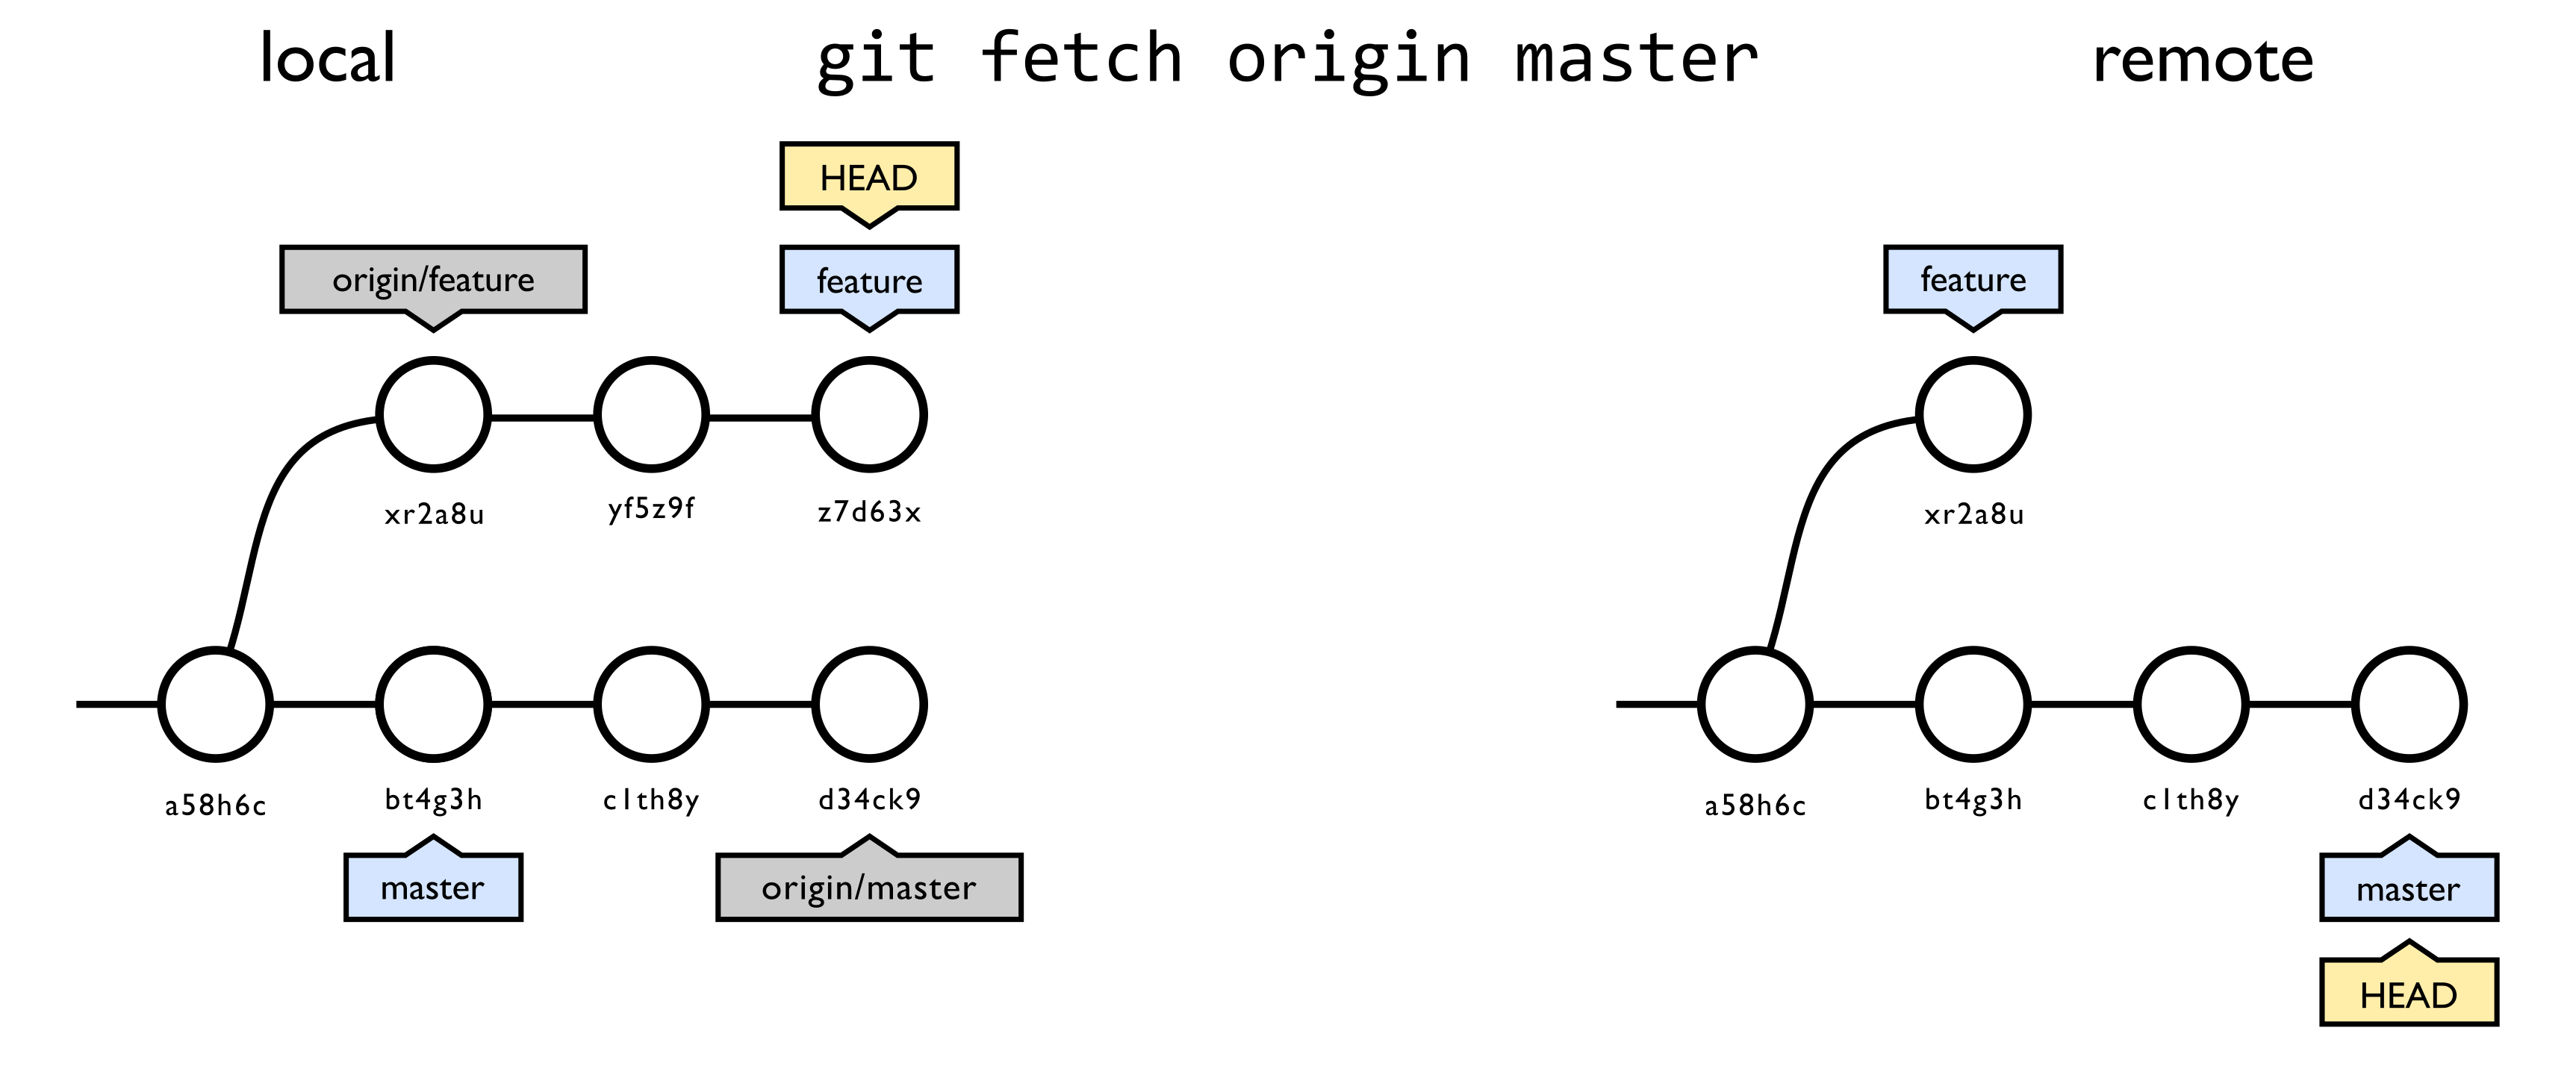 local
git fetch origin master
remote
HEAD
origin/feature
feature
feature
xr2a8u
yf5z9f
z7d63x
xr2a8u
a58h6c
bt4g3h
c1th8y
d34ck9
a58h6c
bt4g3h
c1th8y
d34ck9
master
origin/master
master
HEAD